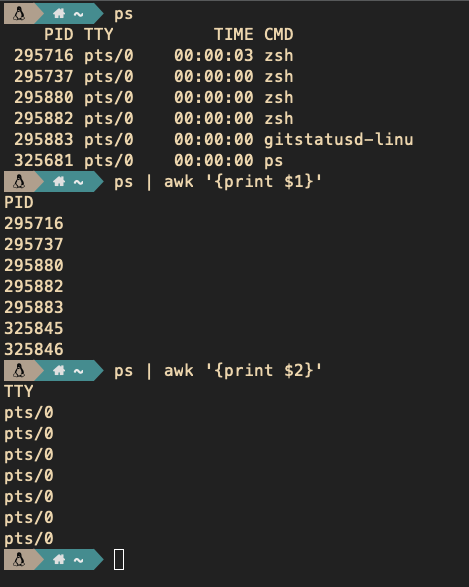 ~ ps
PID TTY TIME CMD
295716 pts/0 00:00:03 zsh
295737 pts/0 00:00:00 zsh
295880 pts/0 00:00:00 zsh
295882 pts/0 00:00:00 zsh
295883 pts/0 00:00:00 gitstatusd-linu
325681 pts/0 00:00:00 ps
~ ps | awk '{print $1}'
PID
295716
295737
295880
295882
295883
325845
325846
~ ps | awk '{print $2}'
TTY
pts/0
pts/0
pts/0
pts/0
pts/0
pts/0
pts/0
~